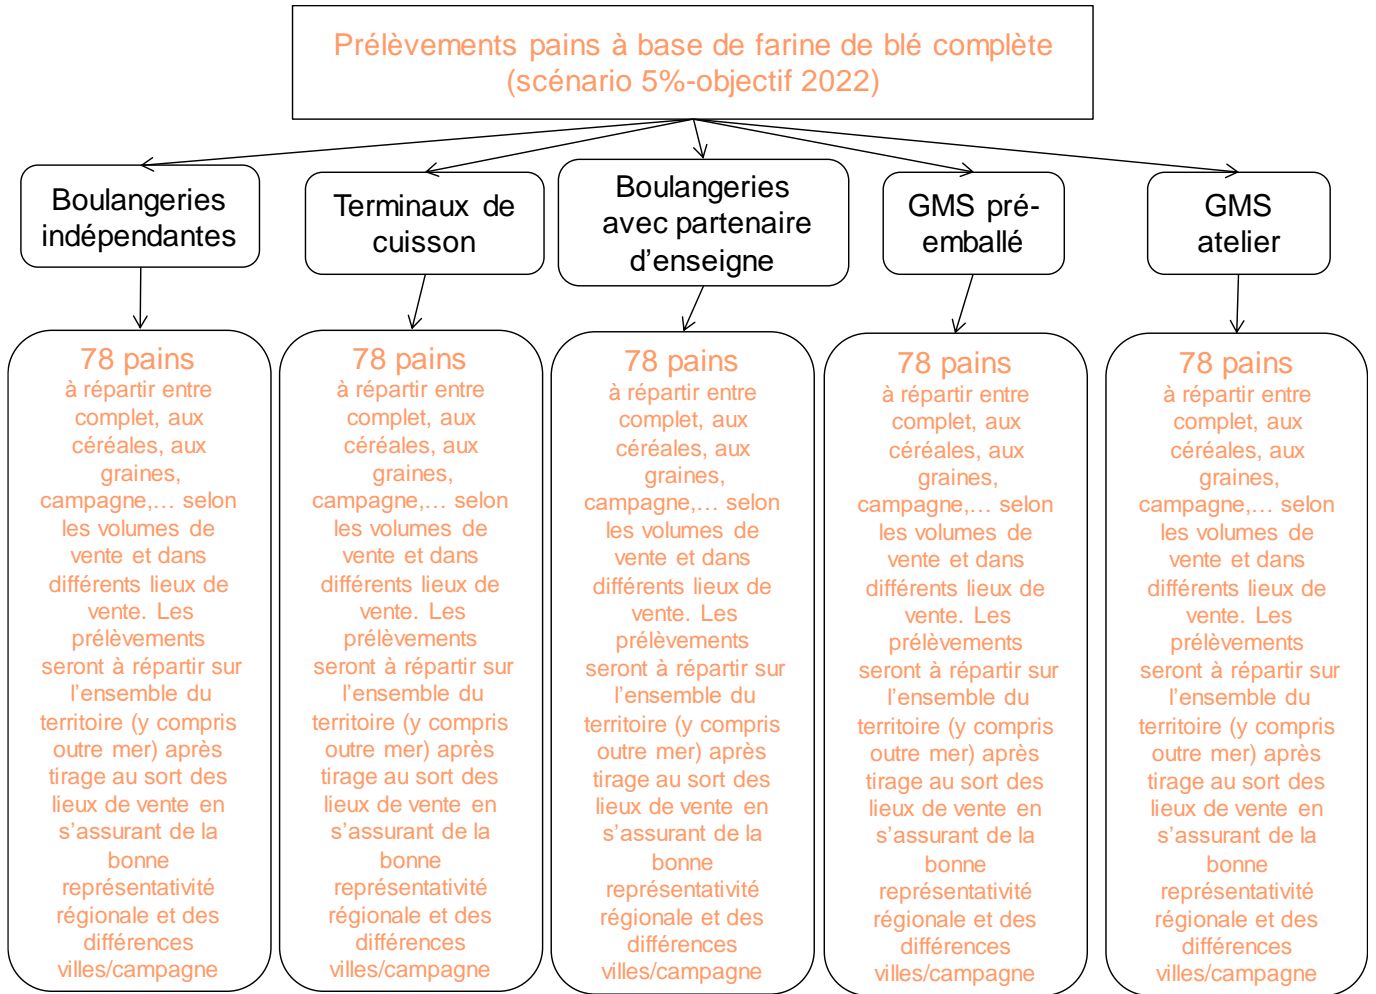 Prélèvements pains à base de farine de blé complète
(scénario 5%-objectif 2022)
Boulangeries
indépendantes
Terminaux de
cuisson
Boulangeries
avec partenaire
d’enseigne
GMS pré-
emballé
GMS
atelier
78 pains
à répartir entre
complet, aux
céréales, aux
graines,
campagne,… selon
les volumes de
vente et dans
différents lieux de
vente. Les
prélèvements
seront à répartir sur
l’ensemble du
territoire (y compris
outre mer) après
tirage au sort des
lieux de vente en
s’assurant de la
bonne
représentativité
régionale et des
différences
villes/campagne
78 pains
à répartir entre
complet, aux
céréales, aux
graines,
campagne,… selon
les volumes de
vente et dans
différents lieux de
vente. Les
prélèvements
seront à répartir sur
l’ensemble du
territoire (y compris
outre mer) après
tirage au sort des
lieux de vente en
s’assurant de la
bonne
représentativité
régionale et des
différences
villes/campagne
78 pains
à répartir entre
complet, aux
céréales, aux
graines,
campagne,… selon
les volumes de
vente et dans
différents lieux de
vente. Les
prélèvements
seront à répartir sur
l’ensemble du
territoire (y compris
outre mer) après
tirage au sort des
lieux de vente en
s’assurant de la
bonne
représentativité
régionale et des
différences
villes/campagne
78 pains
à répartir entre
complet, aux
céréales, aux
graines,
campagne,… selon
les volumes de
vente et dans
différents lieux de
vente. Les
prélèvements
seront à répartir sur
l’ensemble du
territoire (y compris
outre mer) après
tirage au sort des
lieux de vente en
s’assurant de la
bonne
représentativité
régionale et des
différences
villes/campagne
78 pains
à répartir entre
complet, aux
céréales, aux
graines,
campagne,… selon
les volumes de
vente et dans
différents lieux de
vente. Les
prélèvements
seront à répartir sur
l’ensemble du
territoire (y compris
outre mer) après
tirage au sort des
lieux de vente en
s’assurant de la
bonne
représentativité
régionale et des
différences
villes/campagne